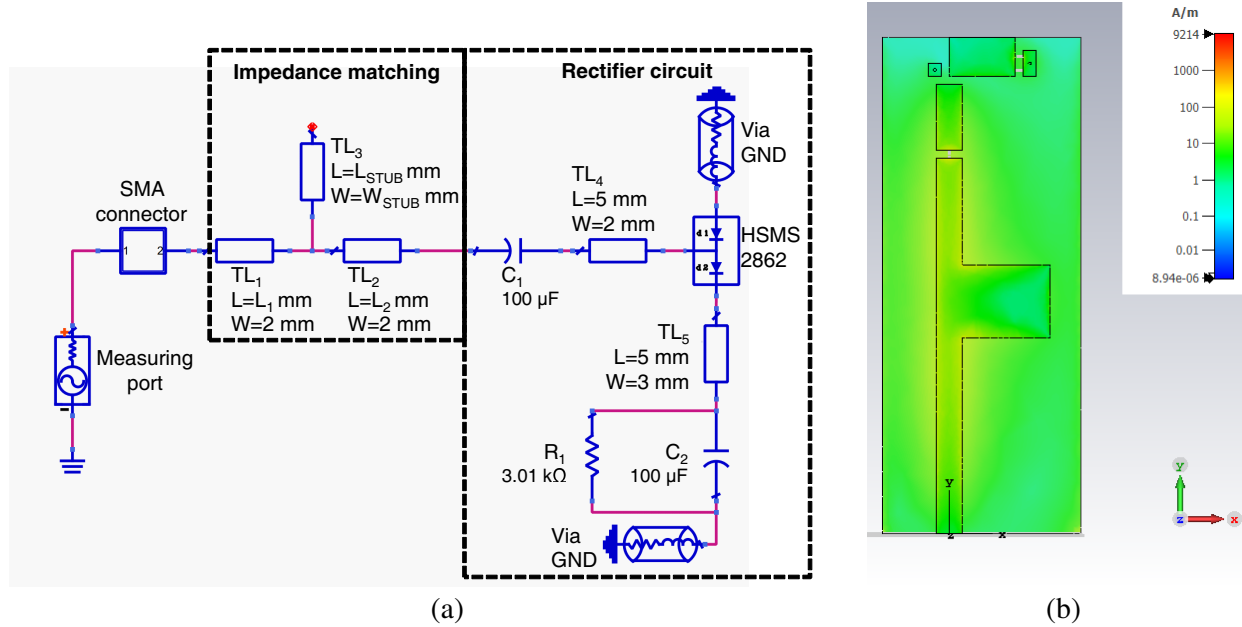 Impedance matching
Rectifier circuit
Via
GND
TL3
L=LSTUB mm
W=WSTUB mm
SMA
connector
1 2
TL4
L=5 mm
W=2 mm
d1
d2
HSMS
2862
TL1
L=L1 mm
W=2 mm
TL2
L=L2 mm
W=2 mm
C1
100 µF
+
Measuring
port
-
TL5
L=5 mm
W=3 mm
R1
3.01 kΩ
C2
100 µF
Via
GND
(a)
A/m
9214
1000
100
10
1
0.1
0.01
8.94e-06
y
z
x
y
z
x
(b)